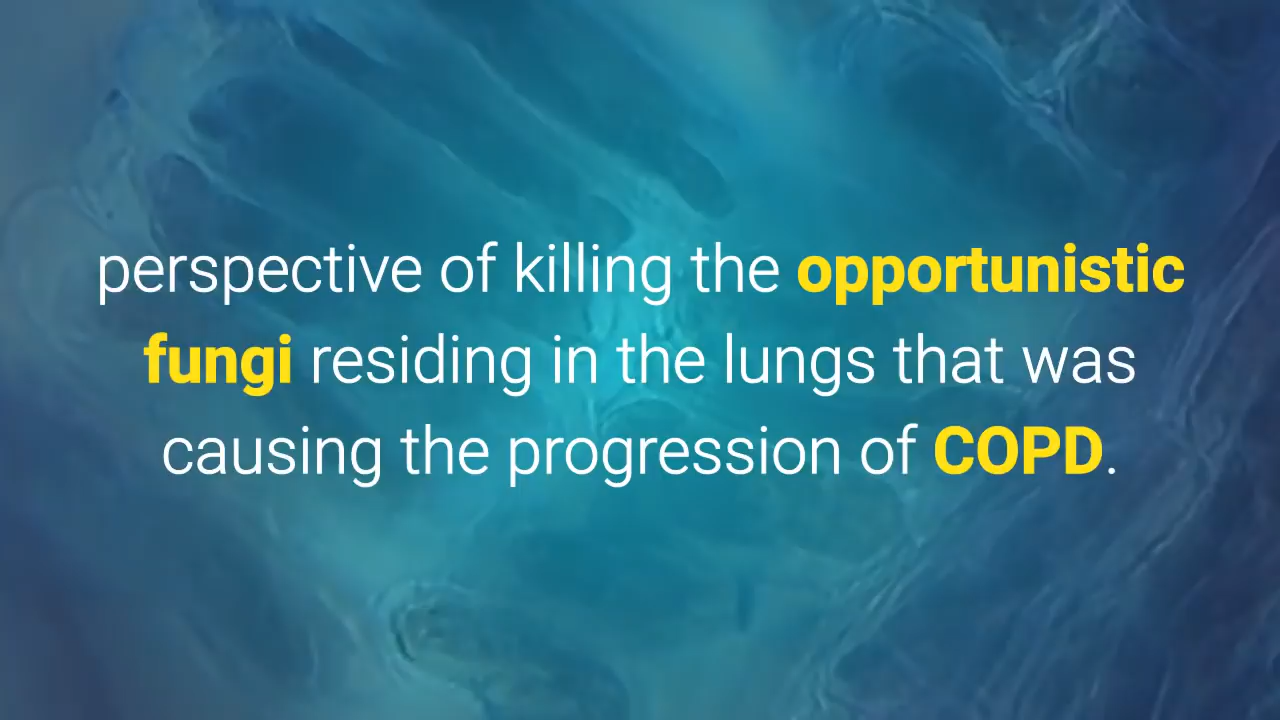 perspective of killing the opportunistic
fungi residing in the lungs that was
causing the progression of COPD.